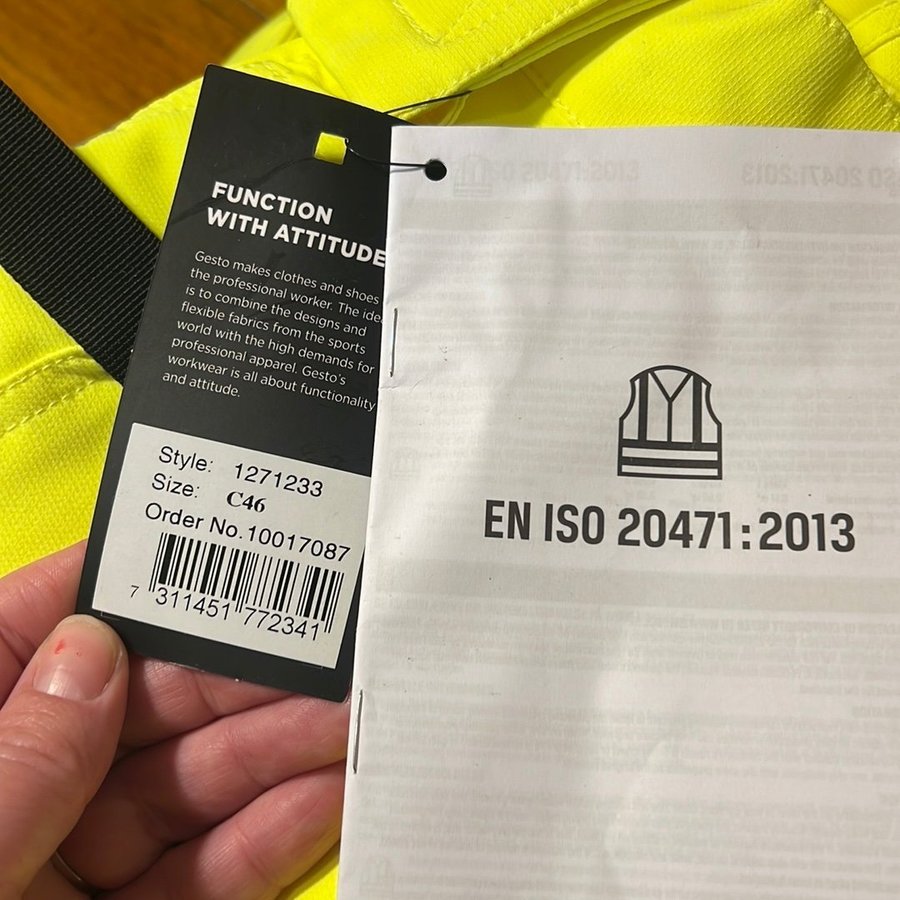 FUNCTION
WITH ATTITUDE
Gesto makes clothes and shoes
the professional worker. The
is to combine the designs and
flexible fabrics from the sports
world with the high demands for
professional apparel. Gesto's
workwear is all about functionality
and attitude.
Style: 1271233
Size: C46
Order No. 10017087
7 311451 772341
EN ISO 20471:2013